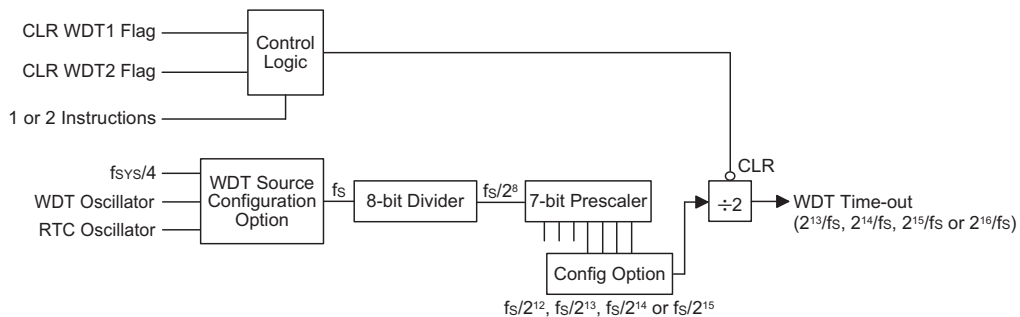 CLR WDT1 Flag
CLR WDT2 Flag
1 or 2 Instructions
Control
Logic
fSYS/4
WDT Oscillator
RTC Oscillator
WDT Source
Configuration
Option
fS
8-bit Divider
fS/2⁸
7-bit Prescaler
Config Option
fS/2¹², fS/2¹³, fS/2¹⁴ or fS/2¹⁵
CLR
÷2
WDT Time-out
(2¹³/fS, 2¹⁴/fS, 2¹⁵/fS or 2¹⁶/fS)